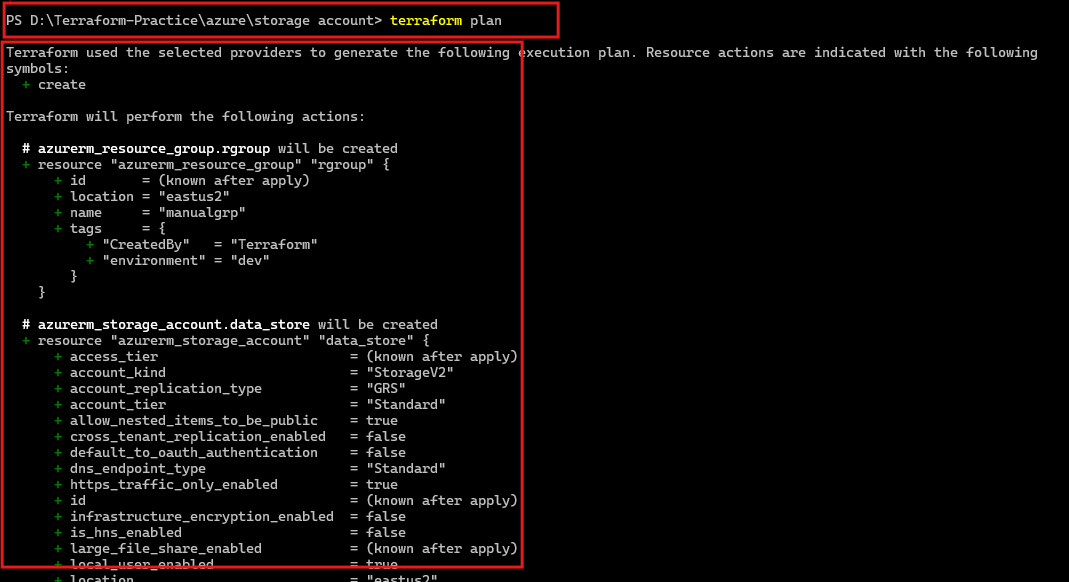 PS D:\Terraform-Practice\azure\storage account> terraform plan
Terraform used the selected providers to generate the following execution plan. Resource actions are indicated with the following
symbols:
  + create
Terraform will perform the following actions:
  # azurerm_resource_group.rgroup will be created
  + resource "azurerm_resource_group" "rgroup" {
      + id       = (known after apply)
      + location = "eastus2"
      + name     = "manualgrp"
      + tags     = {
          + "CreatedBy"   = "Terraform"
          + "environment" = "dev"
        }
    }
  # azurerm_storage_account.data_store will be created
  + resource "azurerm_storage_account" "data_store" {
      + access_tier                        = (known after apply)
      + account_kind                       = "StorageV2"
      + account_replication_type           = "GRS"
      + account_tier                       = "Standard"
      + allow_nested_items_to_be_public    = true
      + cross_tenant_replication_enabled   = false
      + default_to_oauth_authentication    = false
      + dns_endpoint_type                  = "Standard"
      + https_traffic_only_enabled         = true
      + id                                 = (known after apply)
      + infrastructure_encryption_enabled  = false
      + is_hns_enabled                     = false
      + large_file_share_enabled           = (known after apply)
      + local_user_enabled                 = true
      + location                           = "eastus2"